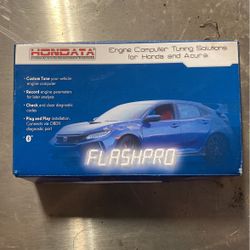 HONDATA
Engine Computer Tuning Solutions
for Honda and Acura
• Custom Tune your vehicle
engine computer
• Record engine parameters
for later analysis
• Check and clear diagnostic
codes
• Plug and Play installation.
Connects via OBDII
diagnostic port
FLASHPRO